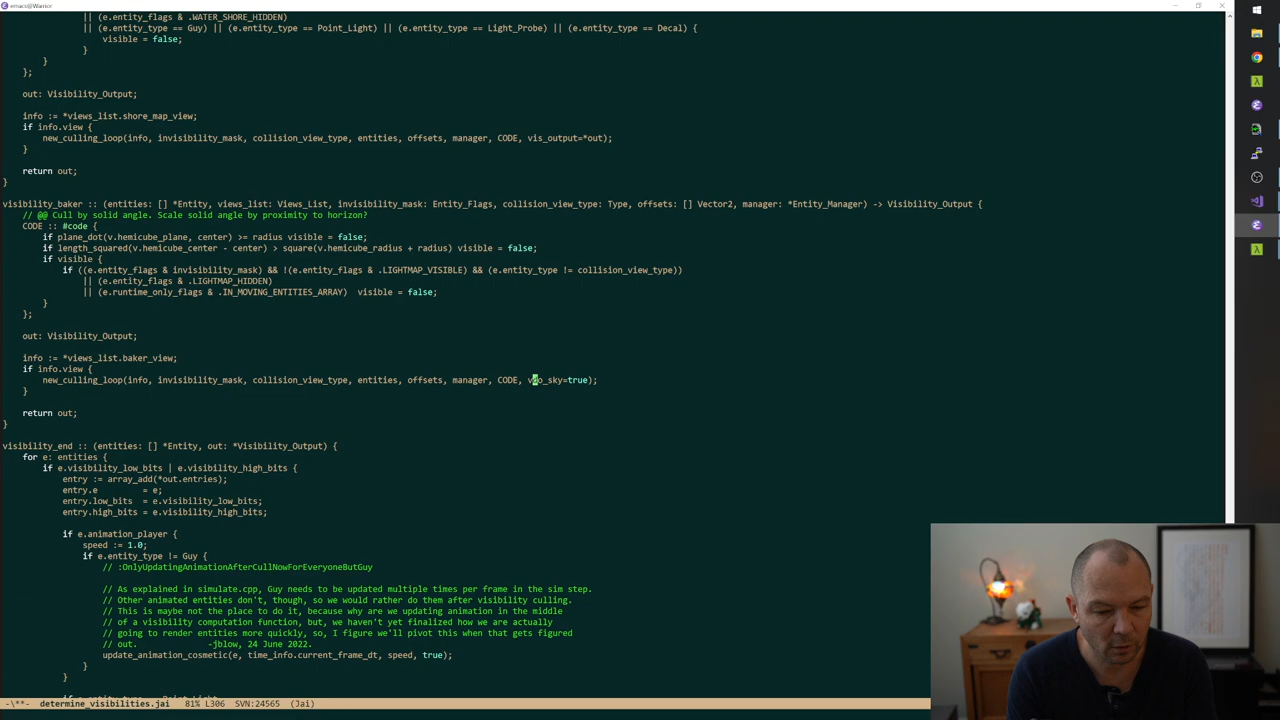 emacs@Warrior
|| (e.entity_flags & .WATER_SHORE_HIDDEN)
|| (e.entity_type == Guy) || (e.entity_type == Point_Light) || (e.entity_type == Light_Probe) || (e.entity_type == Decal) {
visible = false;
}
}
};
out: Visibility_Output;
info := *views_list.shore_map_view;
if info.view {
new_culling_loop(info, invisibility_mask, collision_view_type, entities, offsets, manager, CODE, vis_output=*out);
}
return out;
}
visibility_baker :: (entities: [] *Entity, views_list: Views_List, invisibility_mask: Entity_Flags, collision_view_type: Type, offsets: [] Vector2, manager: *Entity_Manager) -> Visibility_Output {
// @@ Cull by solid angle. Scale solid angle by proximity to horizon?
CODE :: #code {
if plane_dot(v.hemicube_plane, center) >= radius visible = false;
if length_squared(v.hemicube_center - center) > square(v.hemicube_radius + radius) visible = false;
if visible {
if ((e.entity_flags & invisibility_mask) && !(e.entity_flags & .LIGHTMAP_VISIBLE) && (e.entity_type != collision_view_type))
|| (e.entity_flags & .LIGHTMAP_HIDDEN)
|| (e.runtime_only_flags & .IN_MOVING_ENTITIES_ARRAY)  visible = false;
}
};
out: Visibility_Output;
info := *views_list.baker_view;
if info.view {
new_culling_loop(info, invisibility_mask, collision_view_type, entities, offsets, manager, CODE, vdo_sky=true);
}
return out;
}
visibility_end :: (entities: [] *Entity, out: *Visibility_Output) {
for e: entities {
if e.visibility_low_bits | e.visibility_high_bits {
entry := array_add(*out.entries);
entry.e         = e;
entry.low_bits  = e.visibility_low_bits;
entry.high_bits = e.visibility_high_bits;
if e.animation_player {
speed := 1.0;
if e.entity_type != Guy {
// :OnlyUpdatingAnimationAfterCullNowForEveryoneButGuy
// As explained in simulate.cpp, Guy needs to be updated multiple times per frame in the sim step.
// Other animated entities don't, though, so we would rather do them after visibility culling.
// This is maybe not the place to do it, because why are we updating animation in the middle
// of a visibility computation function, but, we haven't yet finalized how we are actually
// going to render entities more quickly, so, I figure we'll pivot this when that gets figured
// out.      -jblow, 24 June 2022.
update_animation_cosmetic(e, time_info.current_frame_dt, speed, true);
}
}
-\**-  determine_visibilities.jai   81% L306  SVN:24565  (Jai)